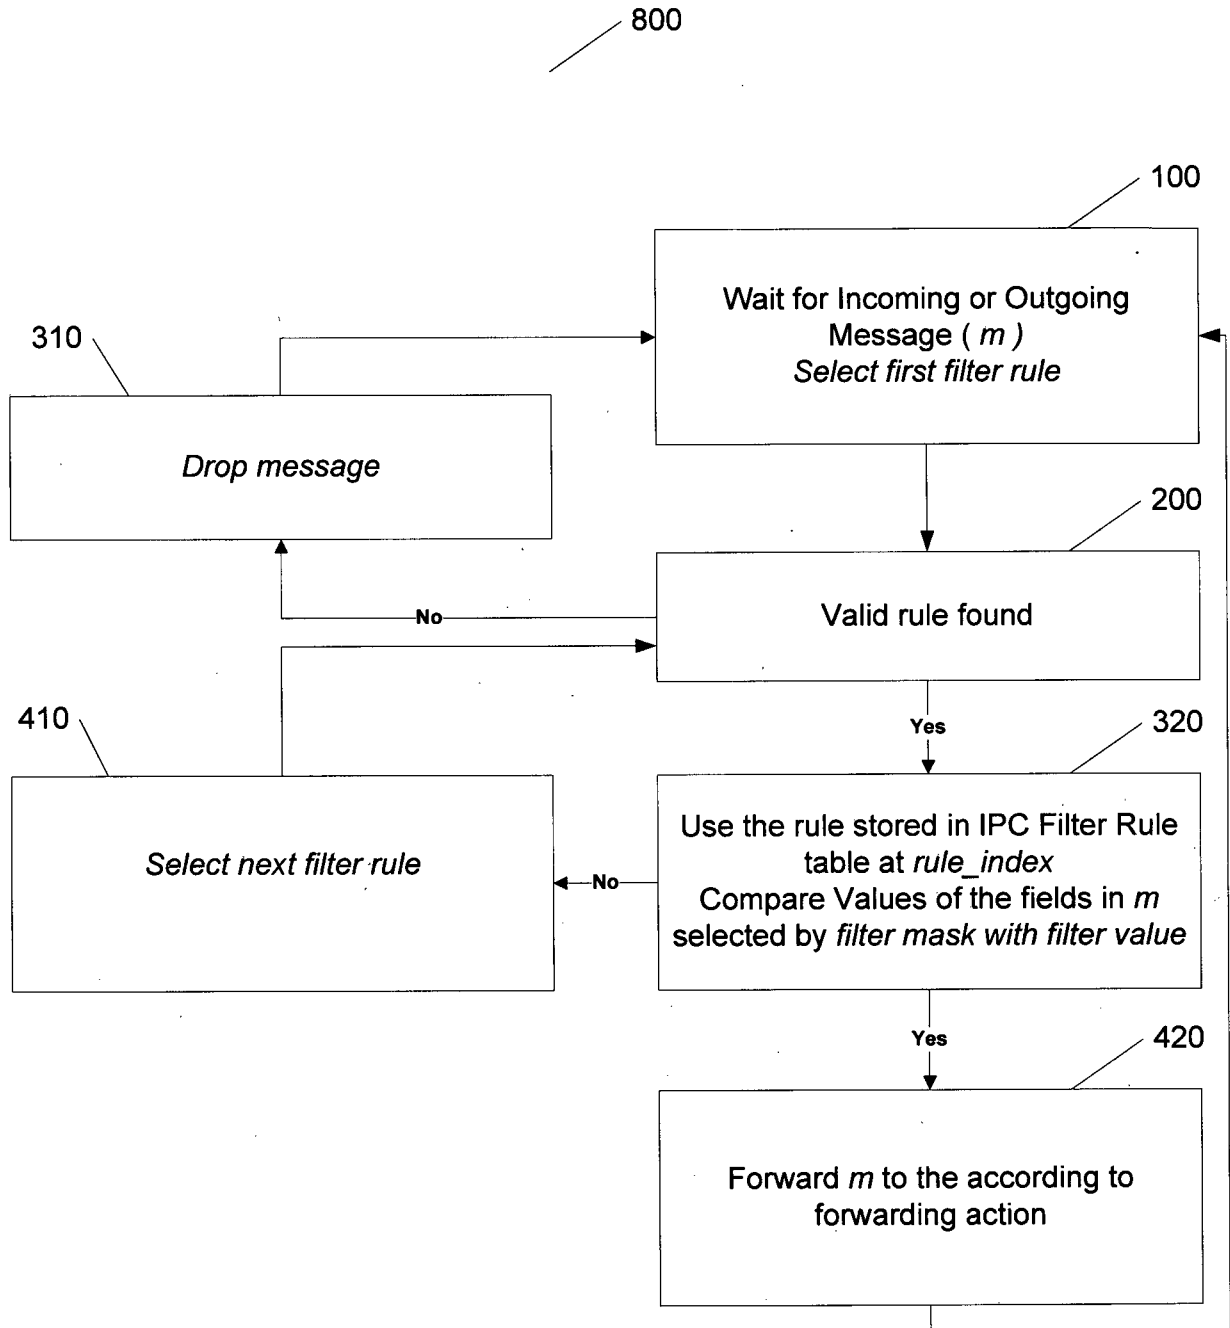 800
100
Wait for Incoming or Outgoing
Message ( m )
Select first filter rule
310
Drop message
200
Valid rule found
No
Yes
410
Select next filter rule
320
Use the rule stored in IPC Filter Rule
table at rule_index
Compare Values of the fields in m
selected by filter mask with filter value
No
Yes
420
Forward m to the according to
forwarding action